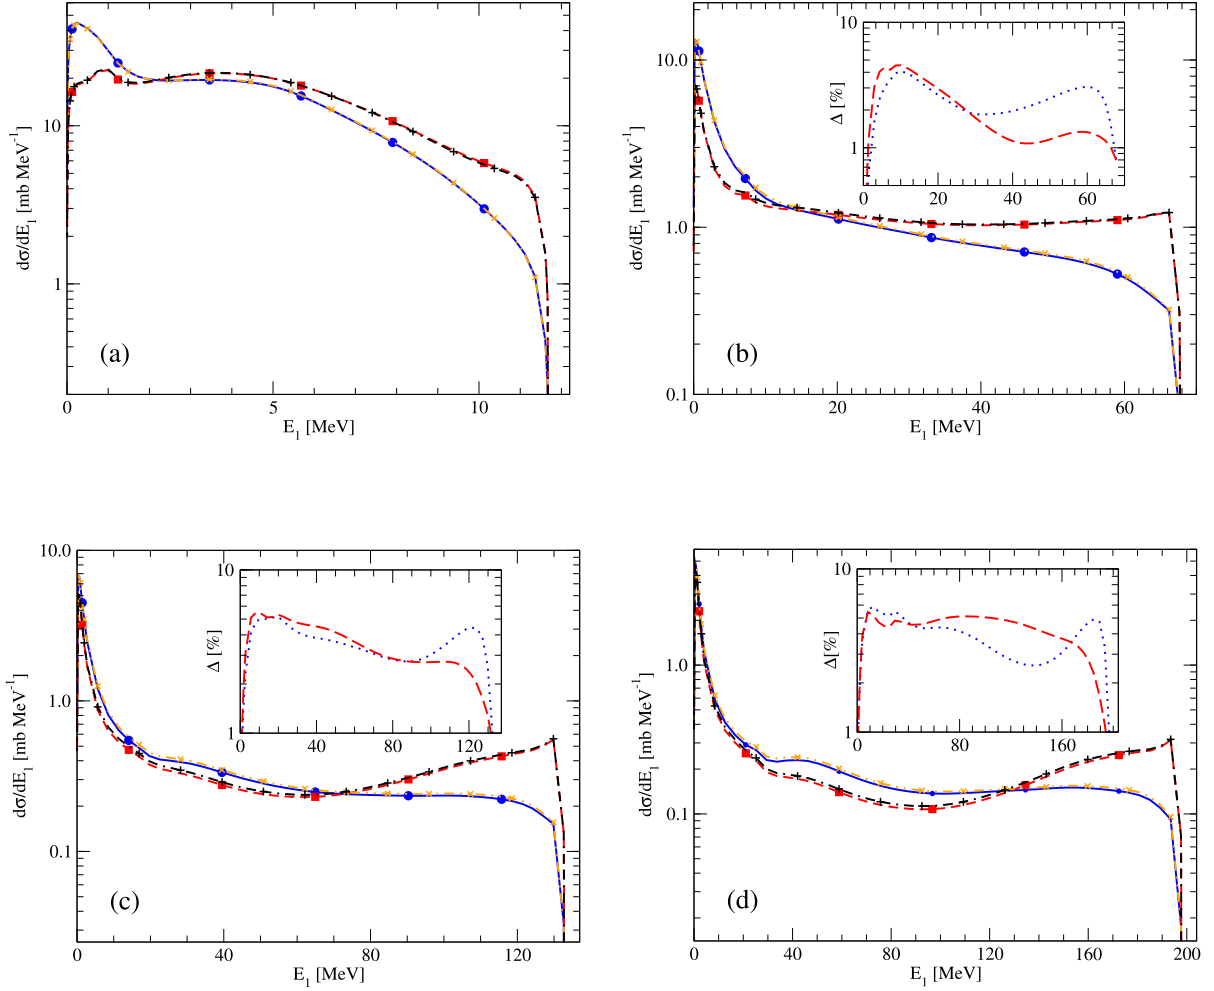 dσ/dE1 [mb MeV-1]
10
1
(a)
0 5 10
E1 [MeV]
dσ/dE1 [mb MeV-1]
10.0
1.0
0.1
(b)
0 20 40 60
E1 [MeV]
Δ [%]
10
1
0 20 40 60
dσ/dE1 [mb MeV-1]
10.0
1.0
0.1
(c)
0 40 80 120
E1 [MeV]
Δ [%]
10
1
0 40 80 120
dσ/dE1 [mb MeV-1]
1.0
0.1
(d)
0 40 80 120 160 200
E1 [MeV]
Δ[%]
10
1
0 80 160